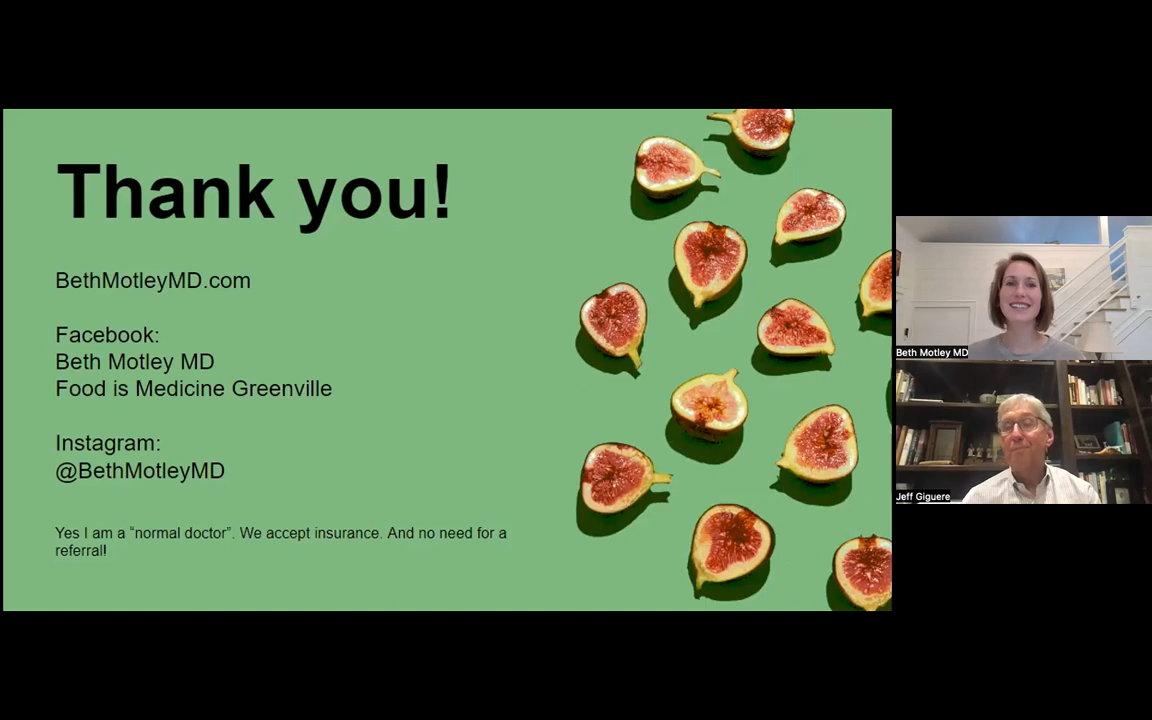 Thank you!
BethMotleyMD.com
Facebook:
Beth Motley MD
Food is Medicine Greenville
Instagram:
@BethMotleyMD
Yes I am a “normal doctor”. We accept insurance. And no need for a
referral!
Beth Motley MD
Jeff Giguere